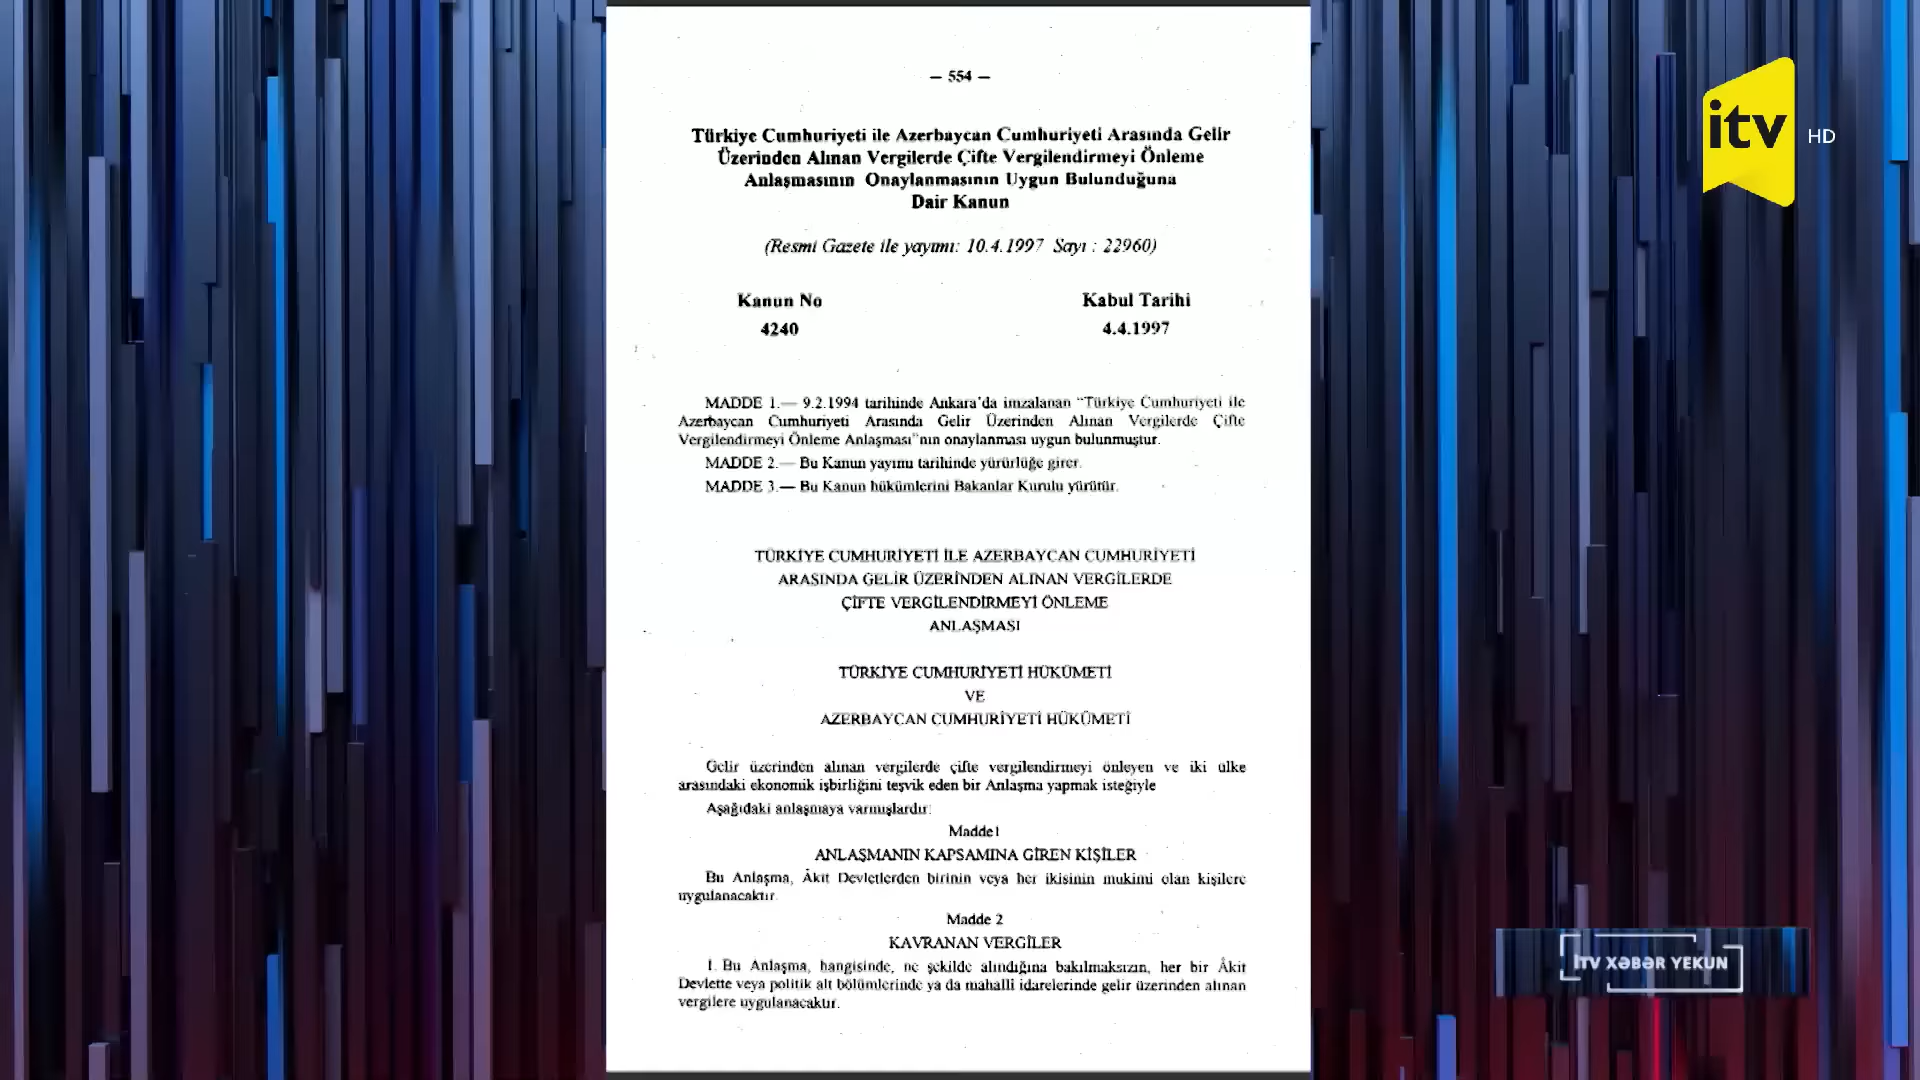 — 554 —
Türkiye Cumhuriyeti ile Azerbaycan Cumhuriyeti Arasında Gelir
Üzerinden Alınan Vergilerde Çifte Vergilendirmeyi Önleme
Anlaşmasının Onaylanmasının Uygun Bulunduğuna
Dair Kanun
(Resmi Gazete ile yayımı: 10.4.1997 Sayı : 22960)
Kanun No Kabul Tarihi
4240 4.4.1997
MADDE 1.— 9.2.1994 tarihinde Ankara'da imzalanan "Türkiye Cumhuriyeti ile
Azerbaycan Cumhuriyeti Arasında Gelir Üzerinden Alınan Vergilerde Çifte
Vergilendirmeyi Önleme Anlaşması"nın onaylanması uygun bulunmuştur.
MADDE 2.— Bu Kanun yayımı tarihinde yürürlüğe girer.
MADDE 3.— Bu Kanun hükümlerini Bakanlar Kurulu yürütür.
TÜRKİYE CUMHURİYETİ İLE AZERBAYCAN CUMHURİYETİ
ARASINDA GELİR ÜZERİNDEN ALINAN VERGİLERDE
ÇİFTE VERGİLENDİRMEYİ ÖNLEME
ANLAŞMASI
TÜRKİYE CUMHURİYETİ HÜKÜMETİ
VE
AZERBAYCAN CUMHURİYETİ HÜKÜMETİ
Gelir üzerinden alınan vergilerde çifte vergilendirmeyi önleyen ve iki ülke
arasındaki ekonomik işbirliğini teşvik eden bir Anlaşma yapmak isteğiyle
Aşağıdaki anlaşmaya varmışlardır:
Madde1
ANLAŞMANIN KAPSAMINA GİREN KİŞİLER
Bu Anlaşma, Âkit Devletlerden birinin veya her ikisinin mukimi olan kişilere
uygulanacaktır.
Madde 2
KAVRANAN VERGİLER
1. Bu Anlaşma, hangisinde, ne şekilde alındığına bakılmaksızın, her bir Âkit
Devlette veya politik alt bölümlerinde ya da mahalli idarelerinde gelir üzerinden alınan
vergilere uygulanacaktır.
itv HD
İTV XƏBƏR YEKUN